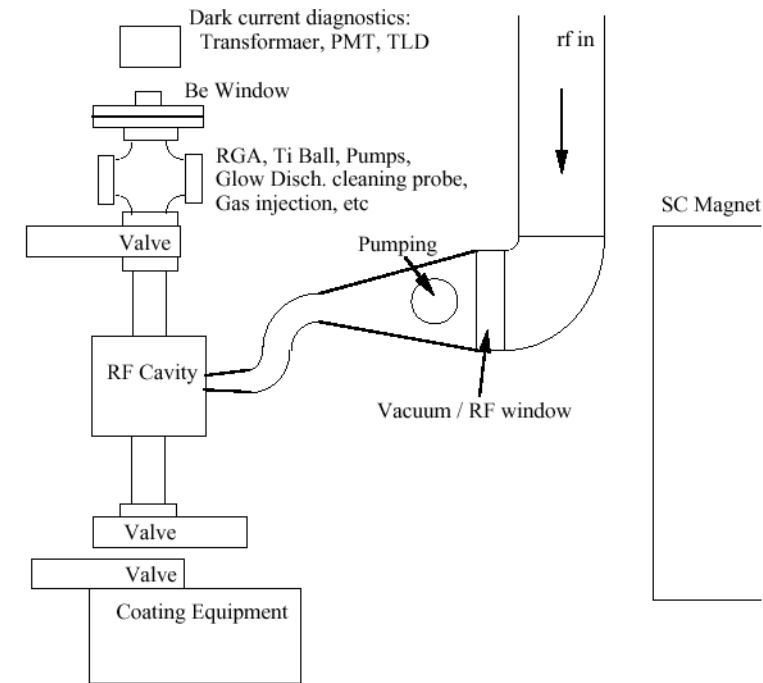 Dark current diagnostics:
Transformaer, PMT, TLD
rf in
Be Window
RGA, Ti Ball, Pumps,
Glow Disch. cleaning probe,
Gas injection, etc
SC Magnet
Valve
Pumping
RF Cavity
Vacuum / RF window
Valve
Valve
Coating Equipment